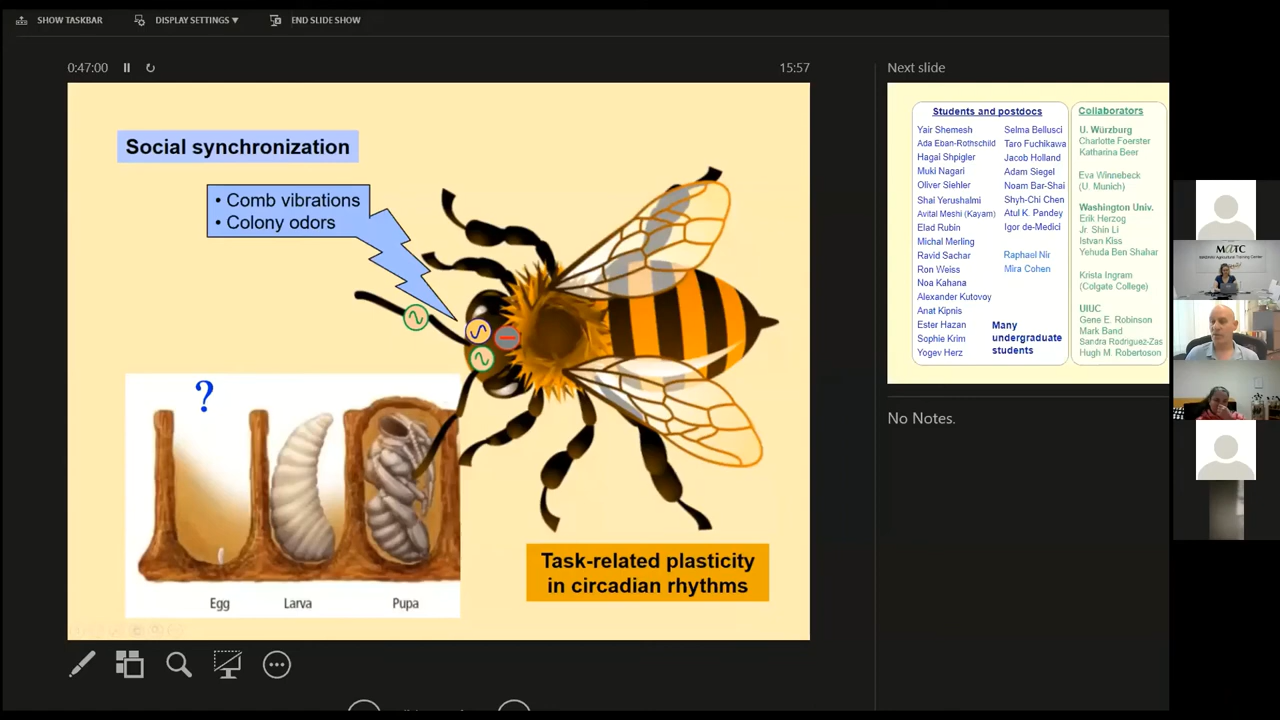 SHOW TASKBAR
DISPLAY SETTINGS ▼
END SLIDE SHOW
0:47:00
15:57
Social synchronization
• Comb vibrations
• Colony odors
?
Egg
Larva
Pupa
Task-related plasticity
in circadian rhythms
Next slide
Students and postdocs
Yair Shemesh
Ada Eban-Rothschild
Hagai Shpigler
Muki Nagari
Oliver Siehler
Shai Yerushalmi
Avital Meshi (Kayam)
Elad Rubin
Michal Merling
Ravid Sachar
Ron Weiss
Noa Kahana
Alexander Kutovoy
Anat Kipnis
Ester Hazan
Sophie Krim
Yogev Herz
Selma Bellusci
Taro Fuchikawa
Jacob Holland
Adam Siegel
Noam Bar-Shai
Shyh-Chi Chen
Atul K. Pandey
Igor de-Medici
Raphael Nir
Mira Cohen
Many
undergraduate
students
Collaborators
U. Würzburg
Charlotte Foerster
Katharina Beer
Eva Winnebeck
(U. Munich)
Washington Univ.
Erik Herzog
Jr. Shin Li
Istvan Kiss
Yehuda Ben Shahar
Krista Ingram
(Colgate College)
UIUC
Gene E. Robinson
Mark Band
Sandra Rodriguez-Zas
Hugh M. Robertoson
No Notes.
MATC
MASHAV Agricultural Training Center